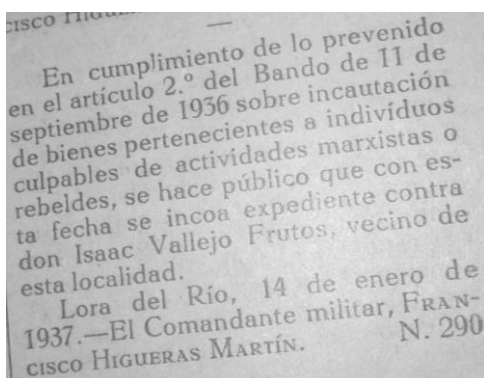 En cumplimiento de lo prevenido
en el artículo 2.º del Bando de 11 de
septiembre de 1936 sobre incautación
de bienes pertenecientes a indivíduos
culpables de actividades marxistas o
rebeldes, se hace público que con es-
ta fecha se incoa expediente contra
don Isaac Vallejo Frutos, vecino de
esta localidad.
Lora del Río, 14 de enero de
1937.—El Comandante militar, FRAN-
CISCO HIGUERAS MARTÍN. N. 290